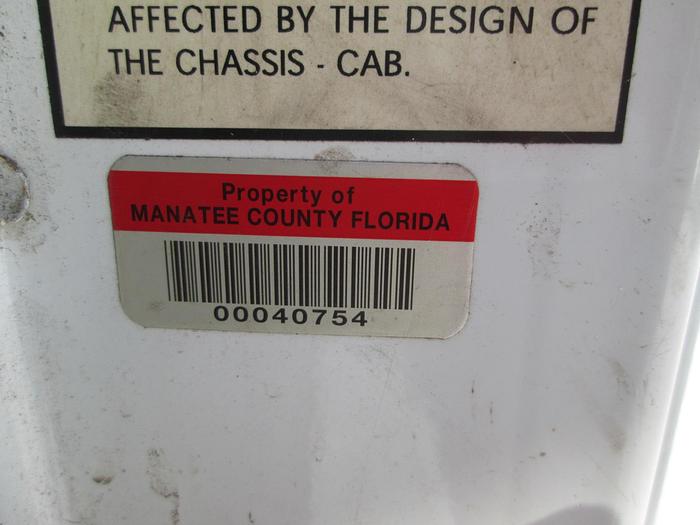 AFFECTED BY THE DESIGN OF
THE CHASSIS - CAB.
Property of
MANATEE COUNTY FLORIDA
00040754